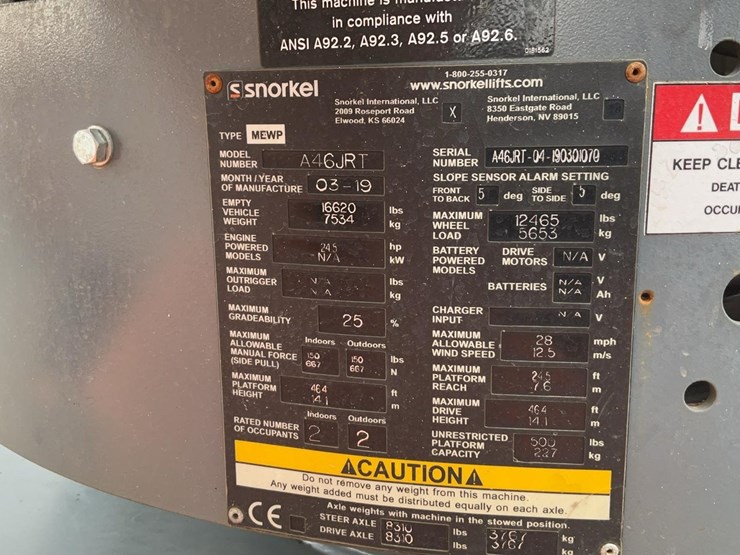 This machine is manufactu
in compliance with
ANSI A92.2, A92.3, A92.5 or A92.6.
0181562
snorkel
1-800-255-0317
www.snorkellifts.com
Snorkel International, LLC
2009 Roseport Road
Elwood, KS 66024
X
Snorkel International, LLC
8350 Eastgate Road
Henderson, NV 89015
TYPE MEWP
MODEL NUMBER A46JRT
SERIAL NUMBER A46JRT-04-190301070
MONTH / YEAR OF MANUFACTURE 03-19
SLOPE SENSOR ALARM SETTING
FRONT TO BACK 5 deg SIDE TO SIDE 5 deg
EMPTY VEHICLE WEIGHT 16620 lbs
7534 kg
MAXIMUM WHEEL LOAD 12465 lbs
5653 kg
ENGINE POWERED MODELS 24.5 hp
N/A kW
BATTERY POWERED MODELS
DRIVE MOTORS N/A V
BATTERIES N/A V
N/A Ah
MAXIMUM OUTRIGGER LOAD N/A lbs
N/A kg
CHARGER INPUT N/A V
MAXIMUM GRADEABILITY 25 %
MAXIMUM ALLOWABLE WIND SPEED 28 mph
12.5 m/s
MAXIMUM ALLOWABLE MANUAL FORCE (SIDE PULL)
Indoors Outdoors
150 150 lbs
667 667 N
MAXIMUM PLATFORM REACH 24.5 ft
7.6 m
MAXIMUM PLATFORM HEIGHT 46.4 ft
14.1 m
MAXIMUM DRIVE HEIGHT 46.4 ft
14.1 m
RATED NUMBER OF OCCUPANTS
Indoors Outdoors
2 2
UNRESTRICTED PLATFORM CAPACITY 500 lbs
227 kg
CAUTION
Do not remove any weight from this machine.
Any weight added must be distributed equally on each axle.
CE
Axle weights with machine in the stowed position.
STEER AXLE 8310 lbs 3767 kg
DRIVE AXLE 8310 lbs 3767 kg
KEEP CLE
DEAT
OCCU